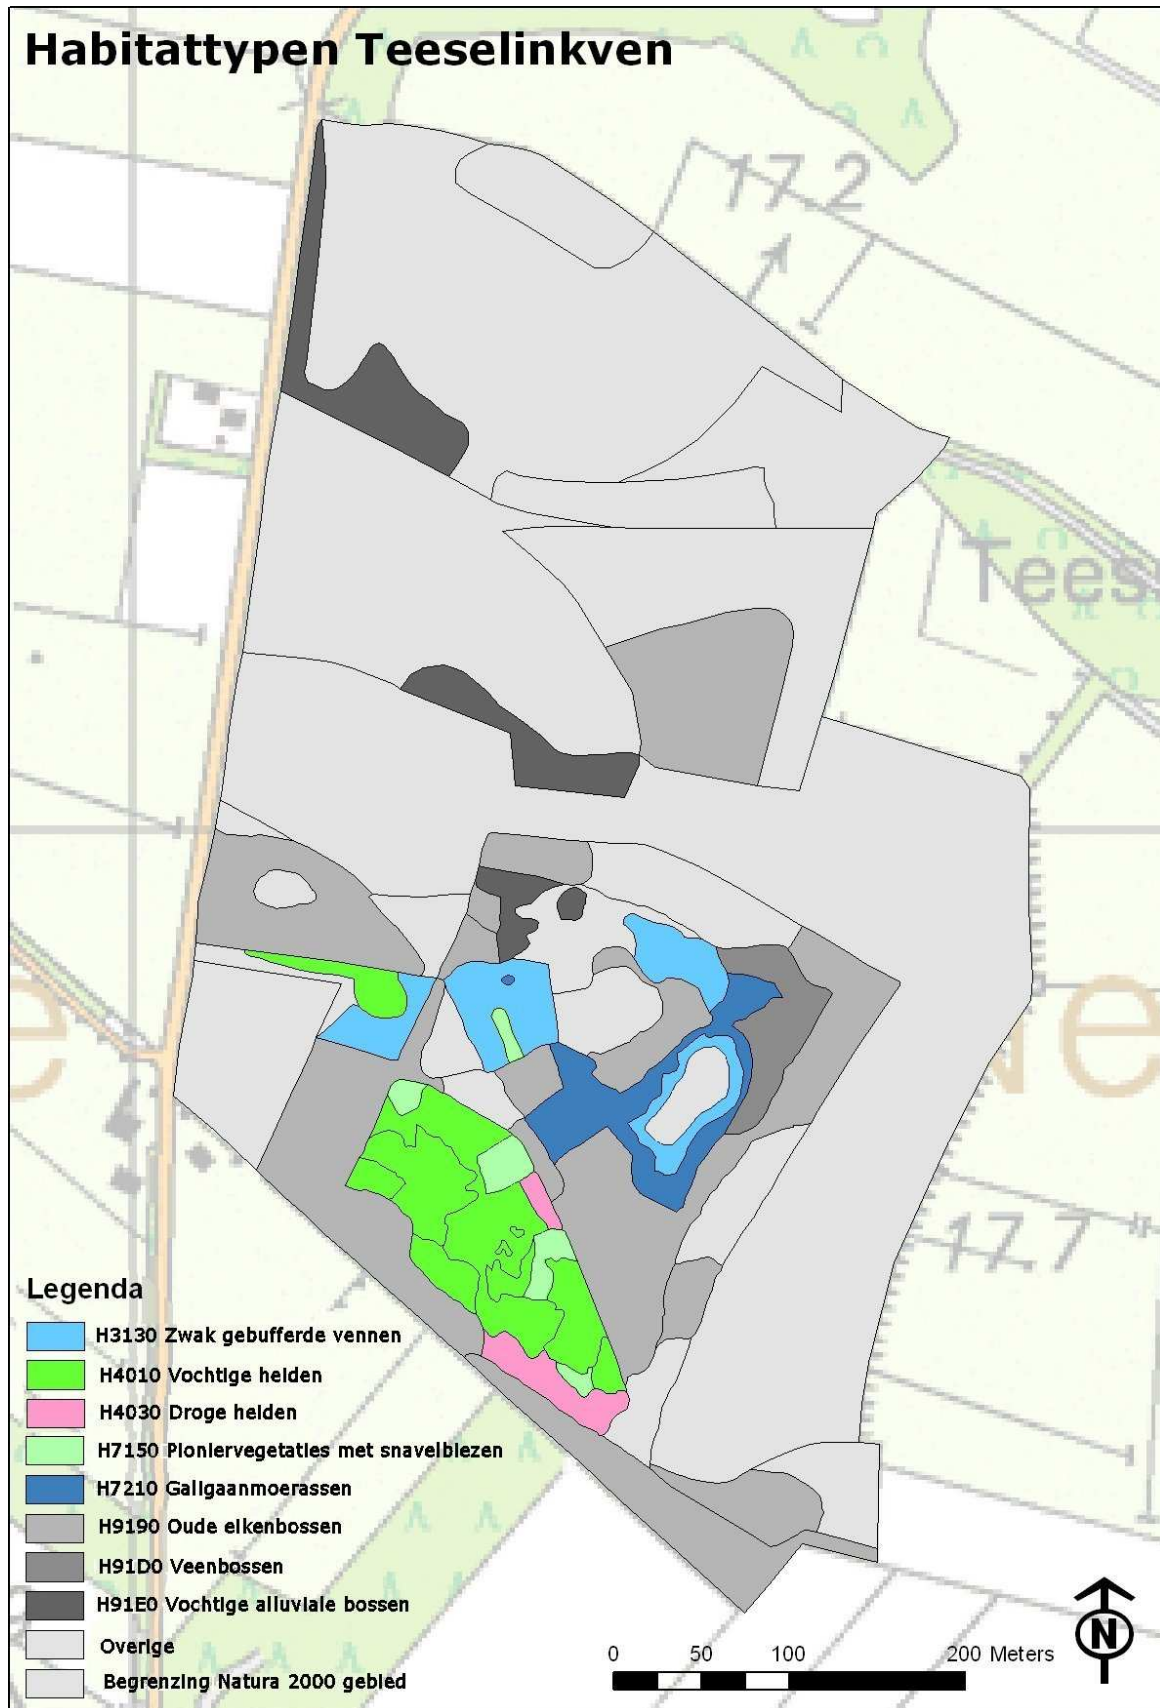 Habitattypen Teeselinkven
17.2
Tees
e
Ne
17.7
Legenda
H3130 Zwak gebufferde vennen
H4010 Vochtige heiden
H4030 Droge heiden
H7150 Pioniervegetaties met snavelbiezen
H7210 Galigaanmoerassen
H9190 Oude eikenbossen
H91D0 Veenbossen
H91E0 Vochtige alluviale bossen
Overige
Begrenzing Natura 2000 gebied
0 50 100 200 Meters
N